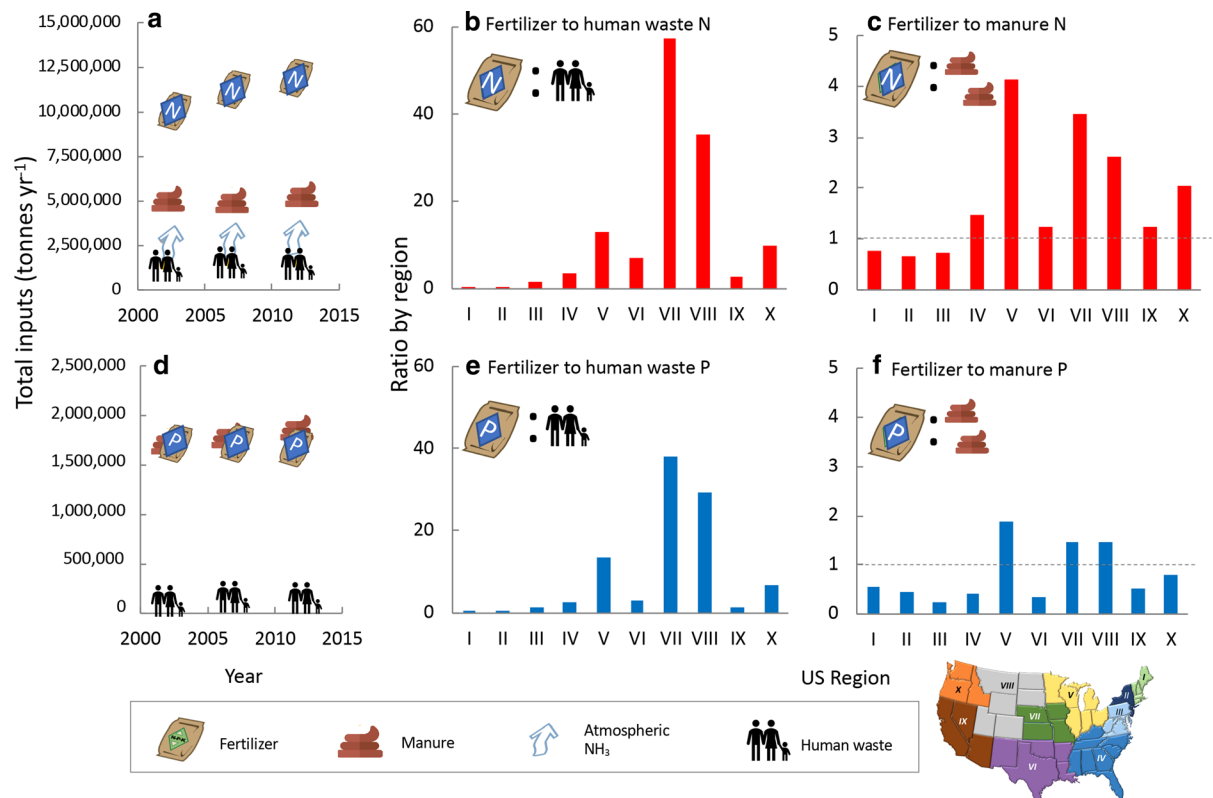 a
Total inputs (tonnes yr⁻¹)
15,000,000
12,500,000
10,000,000
7,500,000
5,000,000
2,500,000
0
N
N
N
2000
2005
2010
2015
b Fertilizer to human waste N
Ratio by region
60
40
20
0
N
I
II
III
IV
V
VI
VII
VIII
IX
X
c Fertilizer to manure N
5
4
3
2
1
0
N
I
II
III
IV
V
VI
VII
VIII
IX
X
d
2,500,000
2,000,000
1,500,000
1,000,000
500,000
0
P
P
P
2000
2005
2010
2015
Year
e Fertilizer to human waste P
60
40
20
0
P
I
II
III
IV
V
VI
VII
VIII
IX
X
f Fertilizer to manure P
5
4
3
2
1
0
P
I
II
III
IV
V
VI
VII
VIII
IX
X
US Region
I
II
III
IV
V
VI
VII
VIII
IX
X
NPK
Fertilizer
Manure
Atmospheric
NH₃
Human waste